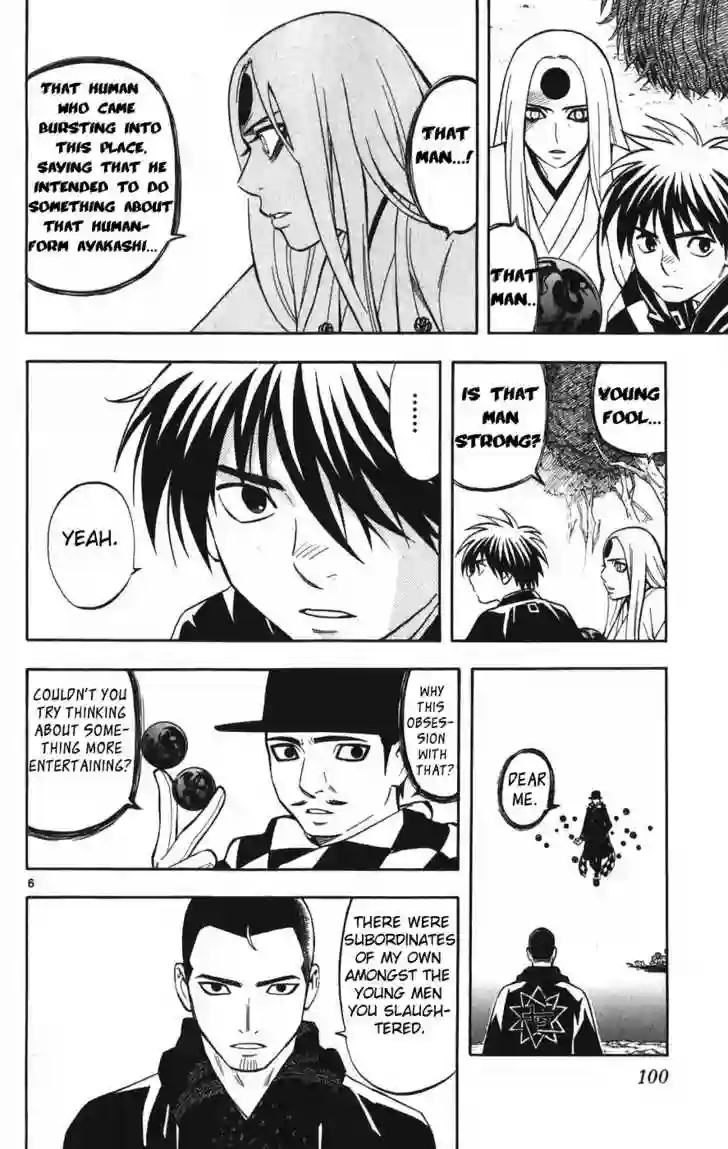 THAT
MAN..
THAT
MAN...!
THAT HUMAN
WHO CAME
BURSTING INTO
THIS PLACE,
SAYING THAT HE
INTENDED TO DO
SOMETHING ABOUT
THAT HUMAN-
FORM AYAKASHI...
YOUNG
FOOL...
IS THAT
MAN
STRONG?
........
YEAH.
DEAR
ME.
WHY
THIS
OBSES-
SION
WITH
THAT?
COULDN'T YOU
TRY THINKING
ABOUT SOME-
THING MORE
ENTERTAINING?
6
THERE WERE
SUBORDINATES
OF MY OWN
AMONGST THE
YOUNG MEN
YOU SLAUGH-
TERED.
100